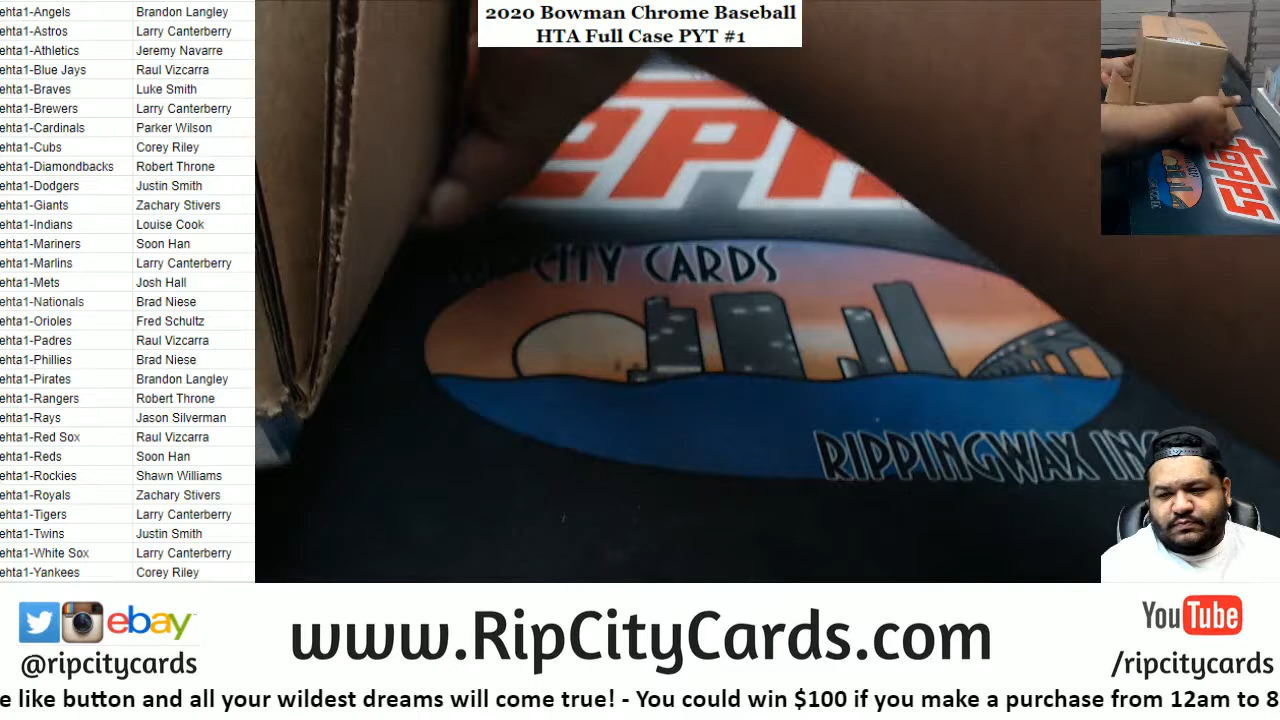 2020 Bowman Chrome Baseball
HTA Full Case PYT #1
ehta1-Angels Brandon Langley
ehta1-Astros Larry Canterberry
ehta1-Athletics Jeremy Navarre
ehta1-Blue Jays Raul Vizcarra
ehta1-Braves Luke Smith
ehta1-Brewers Larry Canterberry
ehta1-Cardinals Parker Wilson
ehta1-Cubs Corey Riley
ehta1-Diamondbacks Robert Throne
ehta1-Dodgers Justin Smith
ehta1-Giants Zachary Stivers
ehta1-Indians Louise Cook
ehta1-Mariners Soon Han
ehta1-Marlins Larry Canterberry
ehta1-Mets Josh Hall
ehta1-Nationals Brad Niese
ehta1-Orioles Fred Schultz
ehta1-Padres Raul Vizcarra
ehta1-Phillies Brad Niese
ehta1-Pirates Brandon Langley
ehta1-Rangers Robert Throne
ehta1-Rays Jason Silverman
ehta1-Red Sox Raul Vizcarra
ehta1-Reds Soon Han
ehta1-Rockies Shawn Williams
ehta1-Royals Zachary Stivers
ehta1-Tigers Larry Canterberry
ehta1-Twins Justin Smith
ehta1-White Sox Larry Canterberry
ehta1-Yankees Corey Riley
CITY CARDS
RIPPINGWAX IN
topps
ebay
@ripcitycards
www.RipCityCards.com
YouTube
/ripcitycards
e like button and all your wildest dreams will come true! - You could win $100 if you make a purchase from 12am to 8